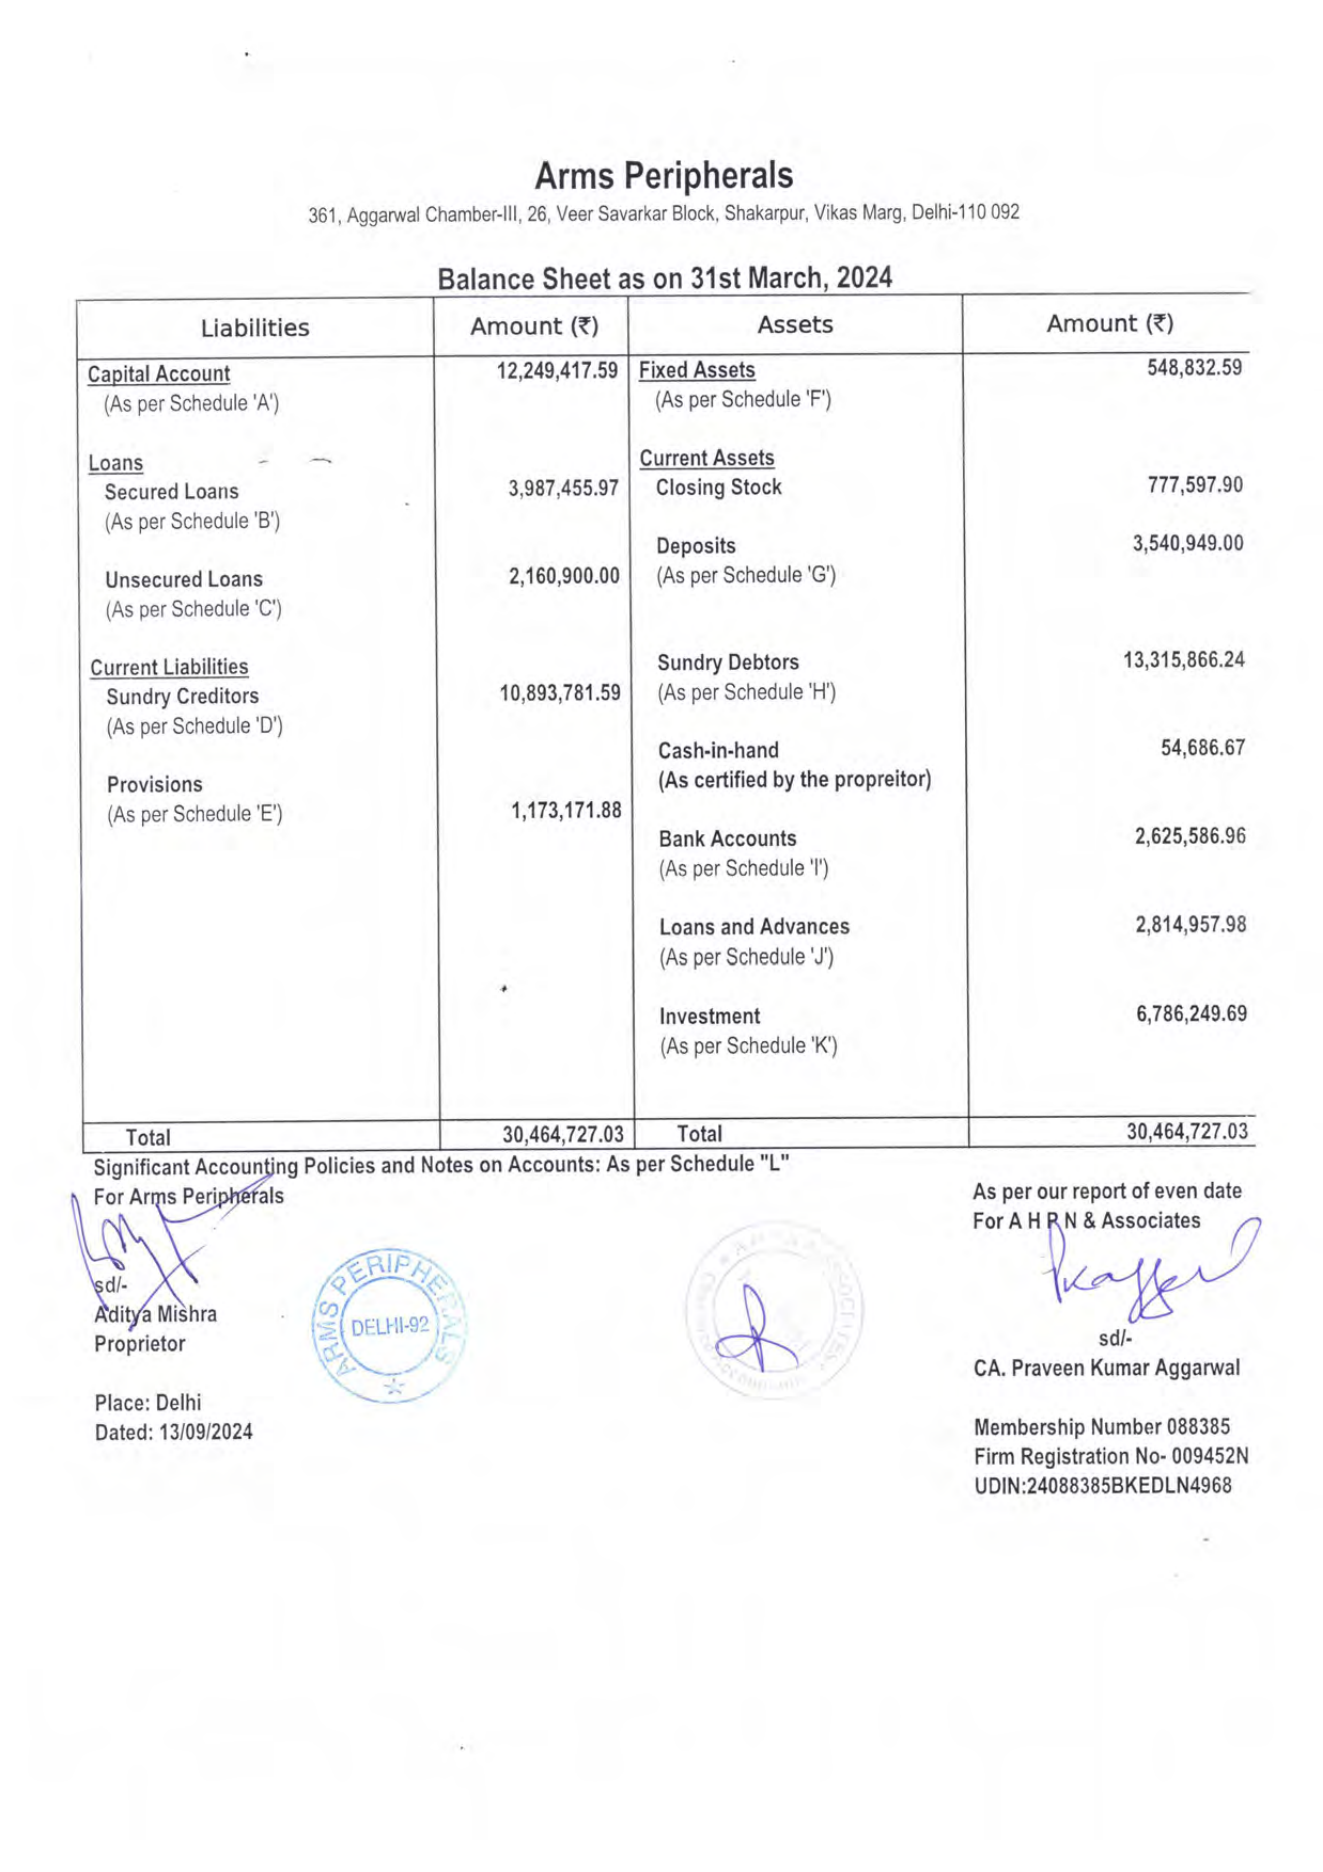 Arms Peripherals
361, Aggarwal Chamber-III, 26, Veer Savarkar Block, Shakarpur, Vikas Marg, Delhi-110 092
Balance Sheet as on 31st March, 2024
Liabilities Amount (₹) Assets Amount (₹)
Capital Account 12,249,417.59 Fixed Assets 548,832.59
(As per Schedule 'A') (As per Schedule 'F')
Loans Current Assets
Secured Loans 3,987,455.97 Closing Stock 777,597.90
(As per Schedule 'B')
Deposits 3,540,949.00
Unsecured Loans 2,160,900.00 (As per Schedule 'G')
(As per Schedule 'C')
Current Liabilities Sundry Debtors 13,315,866.24
Sundry Creditors 10,893,781.59 (As per Schedule 'H')
(As per Schedule 'D')
Cash-in-hand 54,686.67
Provisions (As certified by the propreitor)
(As per Schedule 'E') 1,173,171.88
Bank Accounts 2,625,586.96
(As per Schedule 'I')
Loans and Advances 2,814,957.98
(As per Schedule 'J')
Investment 6,786,249.69
(As per Schedule 'K')
Total 30,464,727.03 Total 30,464,727.03
Significant Accounting Policies and Notes on Accounts: As per Schedule "L"
For Arms Peripherals
As per our report of even date
For A H R N & Associates
sd/-
Aditya Mishra
Proprietor
ARMS PERIPHERALS
DELHI-92
sd/-
CA. Praveen Kumar Aggarwal
Place: Delhi
Dated: 13/09/2024
Membership Number 088385
Firm Registration No- 009452N
UDIN:24088385BKEDLN4968